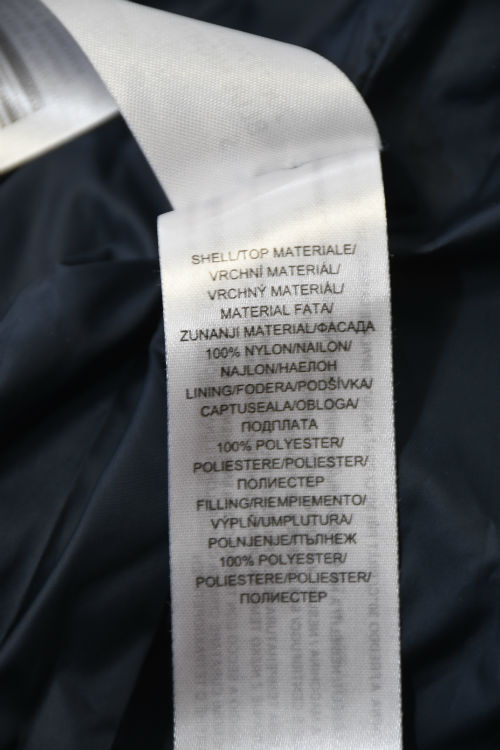 SHELL/TOP MATERIALE/
VRCHNÍ MATERIÁL/
VRCHNÝ MATERIÁL/
MATERIAL FATA/
ZUNANJI MATERIAL/ФАСАДА
100% NYLON/NAILON/
NAJLON/НАЕЛОН
LINING/FODERA/PODŠÍVKA/
CAPTUSEALA/OBLOGA/
ПОДПЛАТА
100% POLYESTER/
POLIESTERE/POLIESTER/
ПОЛИЕСТЕР
FILLING/RIEMPIEMENTO/
VÝPLŇ/UMPLUTURA/
POLNJENJE/ПЪЛНЕЖ
100% POLYESTER/
POLIESTERE/POLIESTER/
ПОЛИЕСТЕР